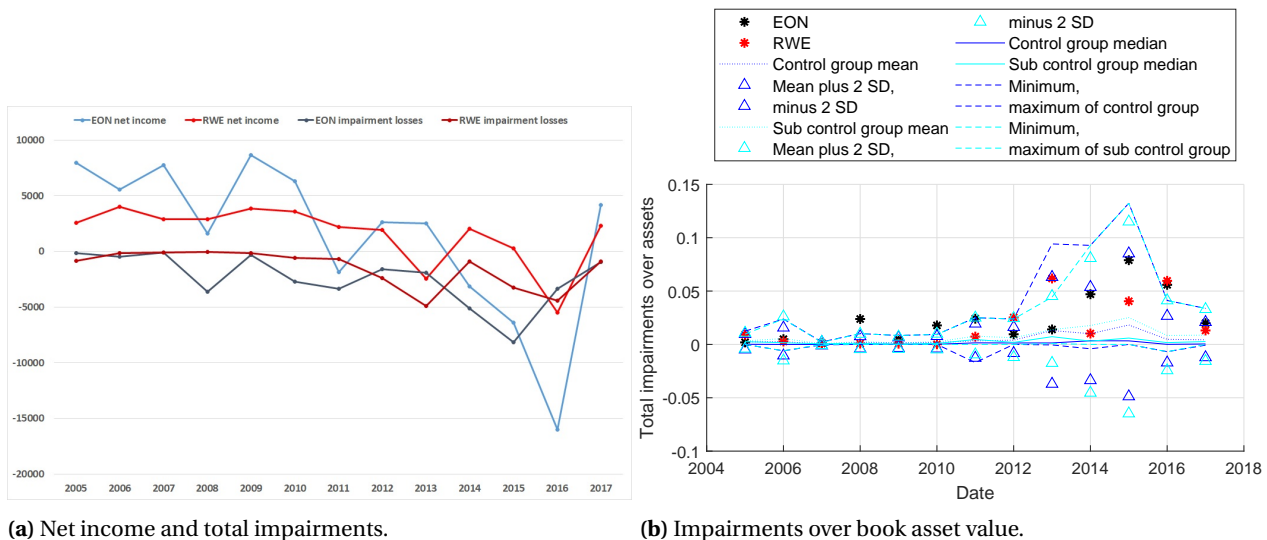 EON net income RWE net income EON impairment losses RWE impairment losses
10000
5000
0
-5000
-10000
-15000
-20000
2005 2006 2007 2008 2009 2010 2011 2012 2013 2014 2015 2016 2017
(a) Net income and total impairments.
EON
RWE
Control group mean
Mean plus 2 SD,
minus 2 SD
Sub control group mean
Mean plus 2 SD,
minus 2 SD
Control group median
Sub control group median
Minimum,
maximum of control group
Minimum,
maximum of sub control group
Total impairments over assets
0.15
0.1
0.05
0
-0.05
-0.1
2004 2006 2008 2010 2012 2014 2016 2018
Date
(b) Impairments over book asset value.